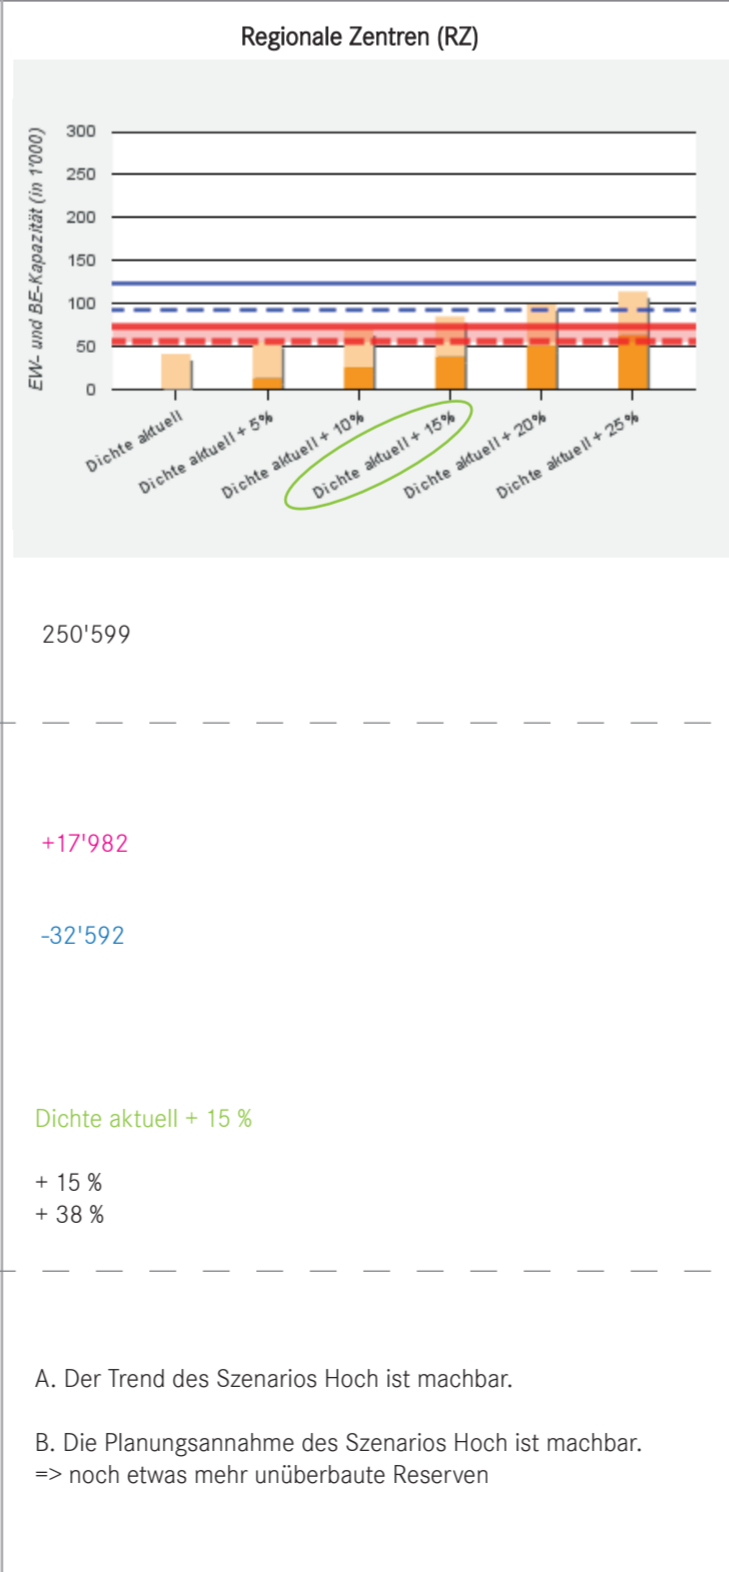 Regionale Zentren (RZ)
EW- und BE-Kapazität (in 1'000)
300
250
200
150
100
50
0
Dichte aktuell
Dichte aktuell + 5%
Dichte aktuell + 10%
Dichte aktuell + 15%
Dichte aktuell + 20%
Dichte aktuell + 25%
250'599
+17'982
-32'592
Dichte aktuell + 15 %
+ 15 %
+ 38 %
A. Der Trend des Szenarios Hoch ist machbar.
B. Die Planungsannahme des Szenarios Hoch ist machbar.
=> noch etwas mehr unüberbaute Reserven